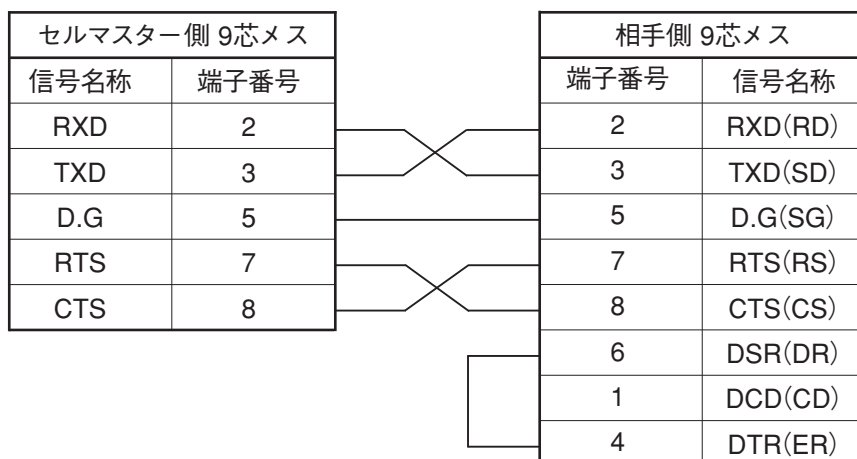 セルマスター側 9芯メス 相手側 9芯メス
信号名称 端子番号 端子番号 信号名称
RXD 2 2 RXD(RD)
TXD 3 3 TXD(SD)
D.G 5 5 D.G(SG)
RTS 7 7 RTS(RS)
CTS 8 8 CTS(CS)
6 DSR(DR)
1 DCD(CD)
4 DTR(ER)